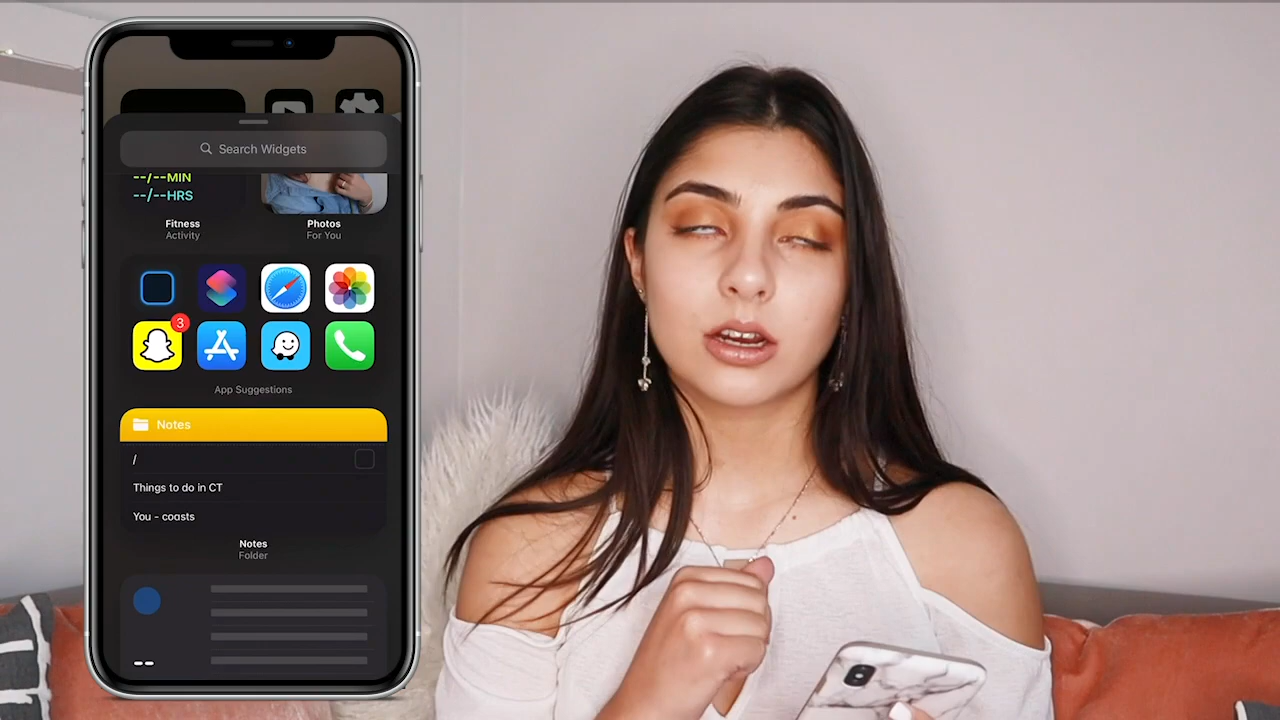 Search Widgets
--/--MIN
--/--HRS
Fitness
Activity
Photos
For You
3
App Suggestions
Notes
/
Things to do in CT
You - coasts
Notes
Folder
--